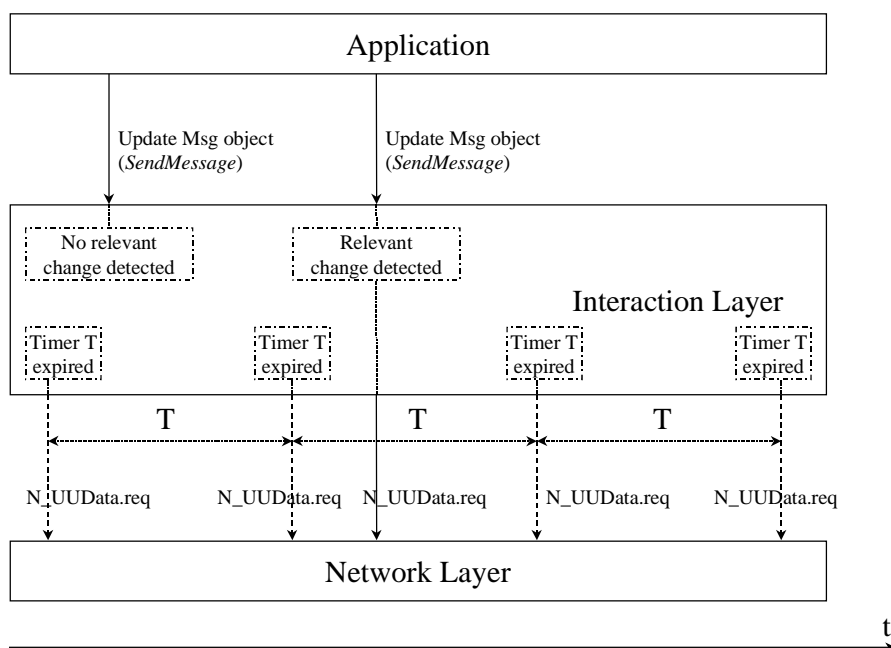 Application
Update Msg object
(SendMessage)
Update Msg object
(SendMessage)
No relevant
change detected
Relevant
change detected
Interaction Layer
Timer T
expired
Timer T
expired
Timer T
expired
Timer T
expired
T
T
T
N_UUData.req
N_UUData.req
N_UUData.req
N_UUData.req
N_UUData.req
Network Layer
t